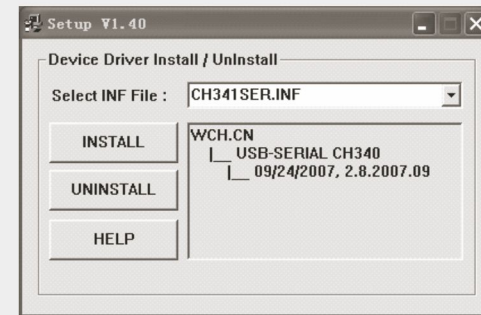 Setup V1.40
Device Driver Install / UnInstall
Select INF File :
CH341SER.INF
INSTALL
UNINSTALL
HELP
WCH.CN
|__ USB-SERIAL CH340
|__ 09/24/2007, 2.8.2007.09